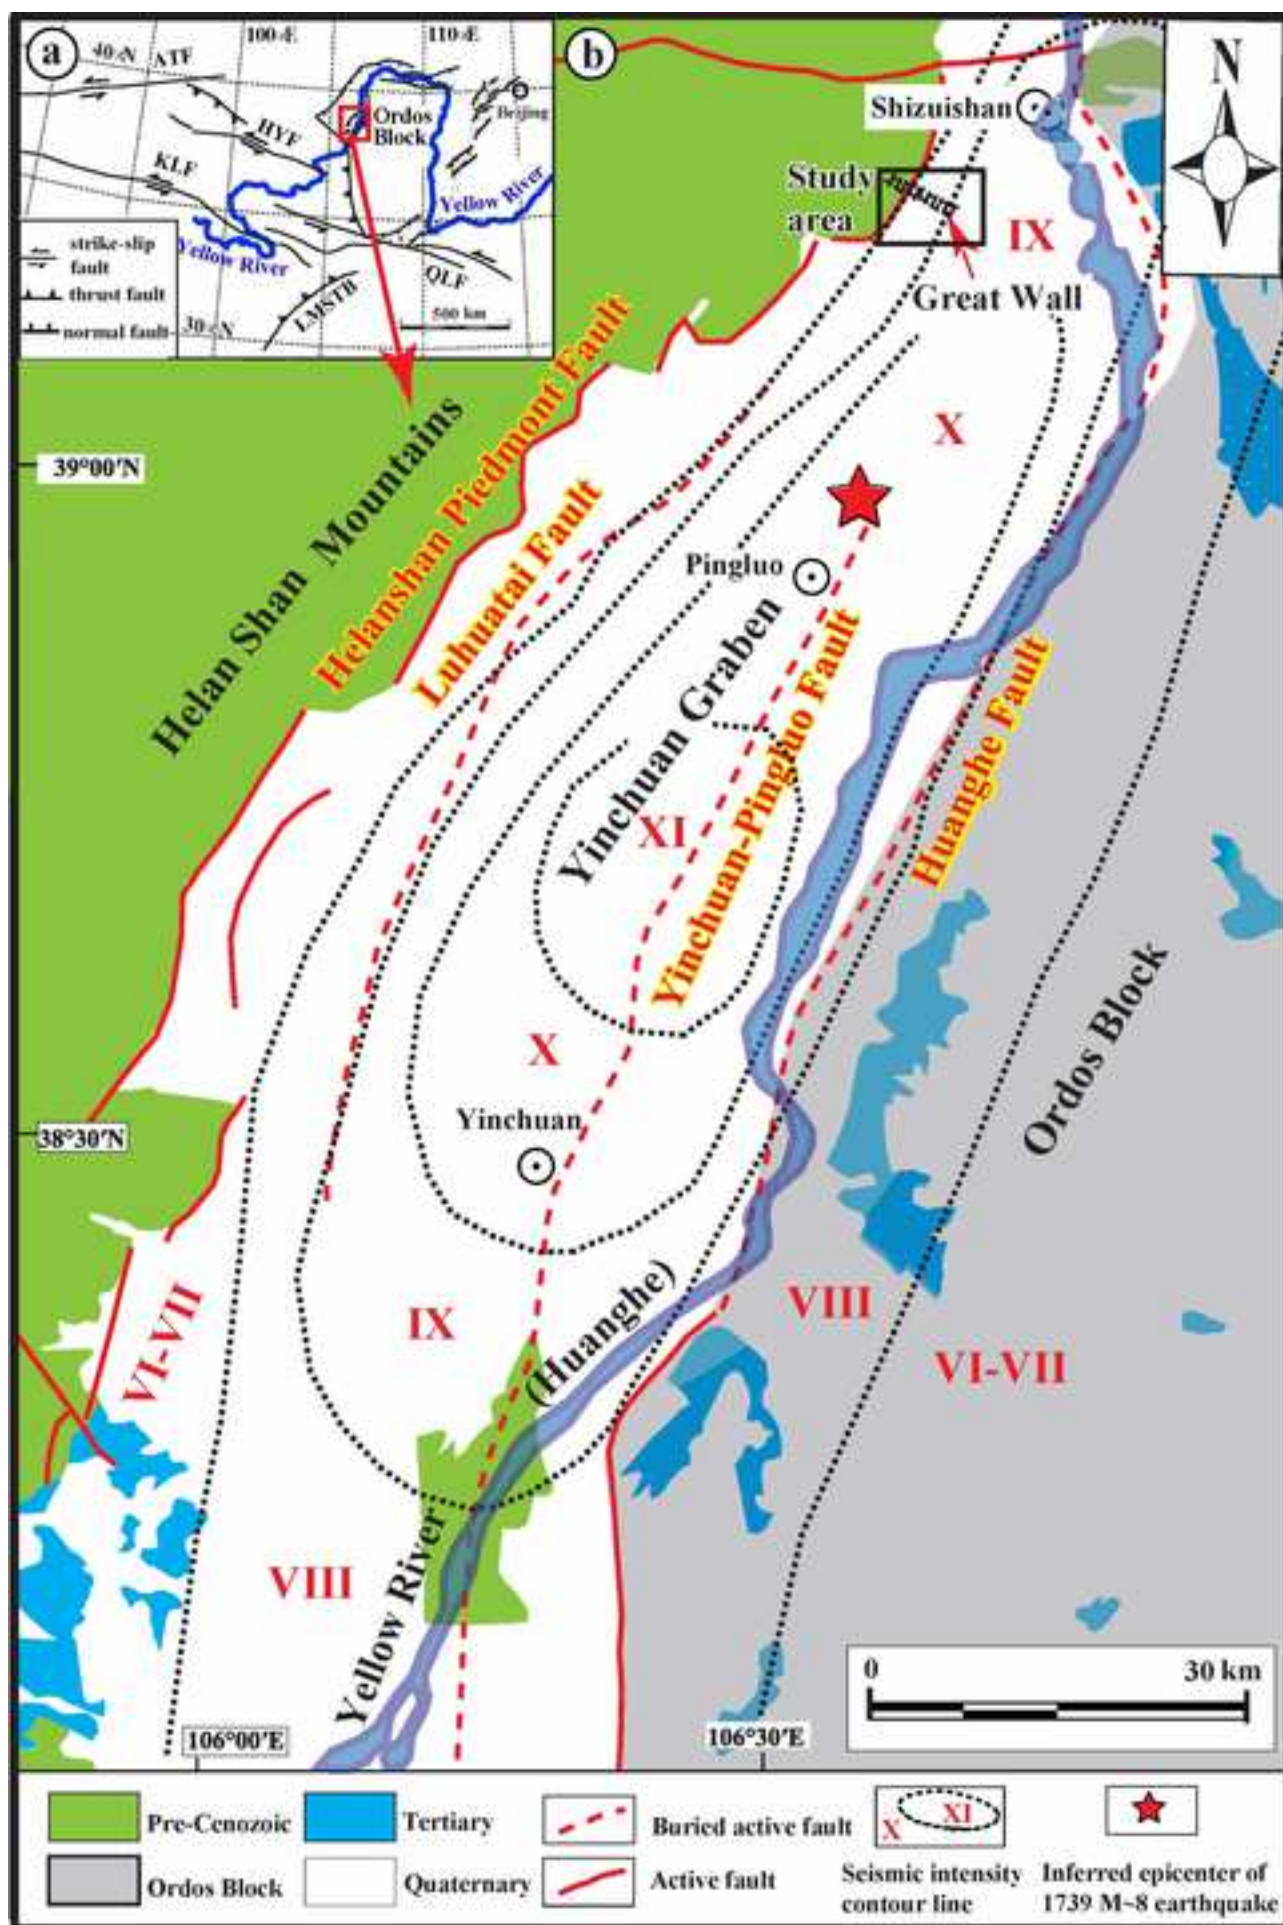 a
100°E
110°E
40°N
ATF
HYF
KLF
Ordos
Block
Beijing
Yellow River
Yellow River
QLF
LMSTB
30°N
500 km
strike-slip
fault
thrust fault
normal fault
b
N
Shizuishan
Study
area
IX
Great Wall
Helanshan Piedmont Fault
Helan Shan Mountains
Luhuatai Fault
39°00′N
X
Pingluo
Yinchuan Graben
Yinchuan-Pingluo Fault
Huanghe Fault
XI
Ordos Block
X
Yinchuan
38°30′N
VI-VII
IX
(Huanghe)
VIII
VI-VII
VIII
Yellow River
0
30 km
106°00′E
106°30′E
Pre-Cenozoic
Tertiary
Buried active fault
X
XI
Ordos Block
Quaternary
Active fault
Seismic intensity
contour line
Inferred epicenter of
1739 M~8 earthquake